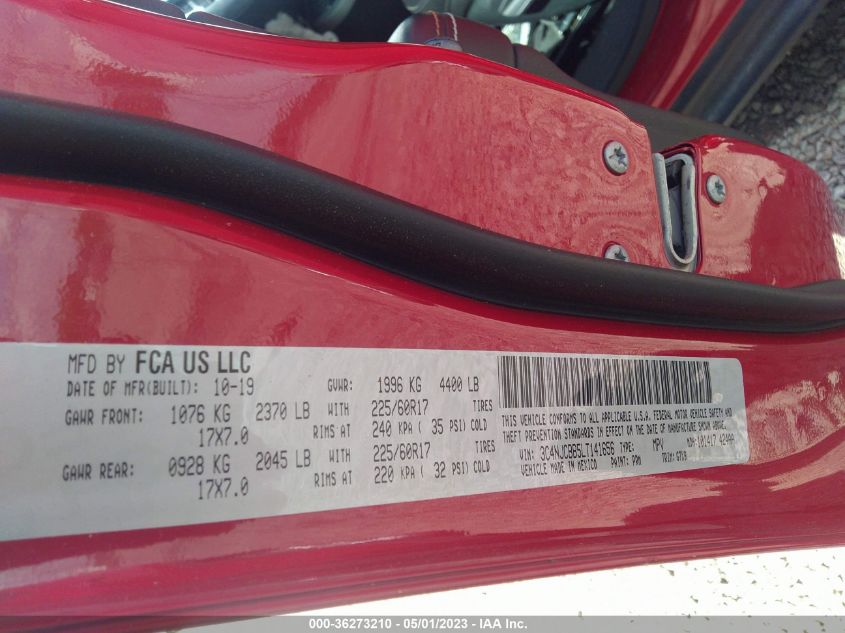 MFD BY FCA US LLC
DATE OF MFR(BUILT): 10-19 GVWR: 1996 KG 4400 LB
GAWR FRONT: 1076 KG 2370 LB WITH 225/60R17 TIRES
17X7.0 RIMS AT 240 KPA ( 35 PSI) COLD
GAWR REAR: 0928 KG 2045 LB WITH 225/60R17 TIRES
17X7.0 RIMS AT 220 KPA ( 32 PSI) COLD
THIS VEHICLE CONFORMS TO ALL APPLICABLE U.S.A. FEDERAL MOTOR VEHICLE SAFETY AND
THEFT PREVENTION STANDARDS IN EFFECT ON THE DATE OF MANUFACTURE SHOWN ABOVE.
VIN: 3C4NJCBB5LT141656 TYPE: MPV MDH: 101417
VEHICLE MADE IN MEXICO PAINT: PRM TRIM:
000-36273210 - 05/01/2023 - IAA Inc.